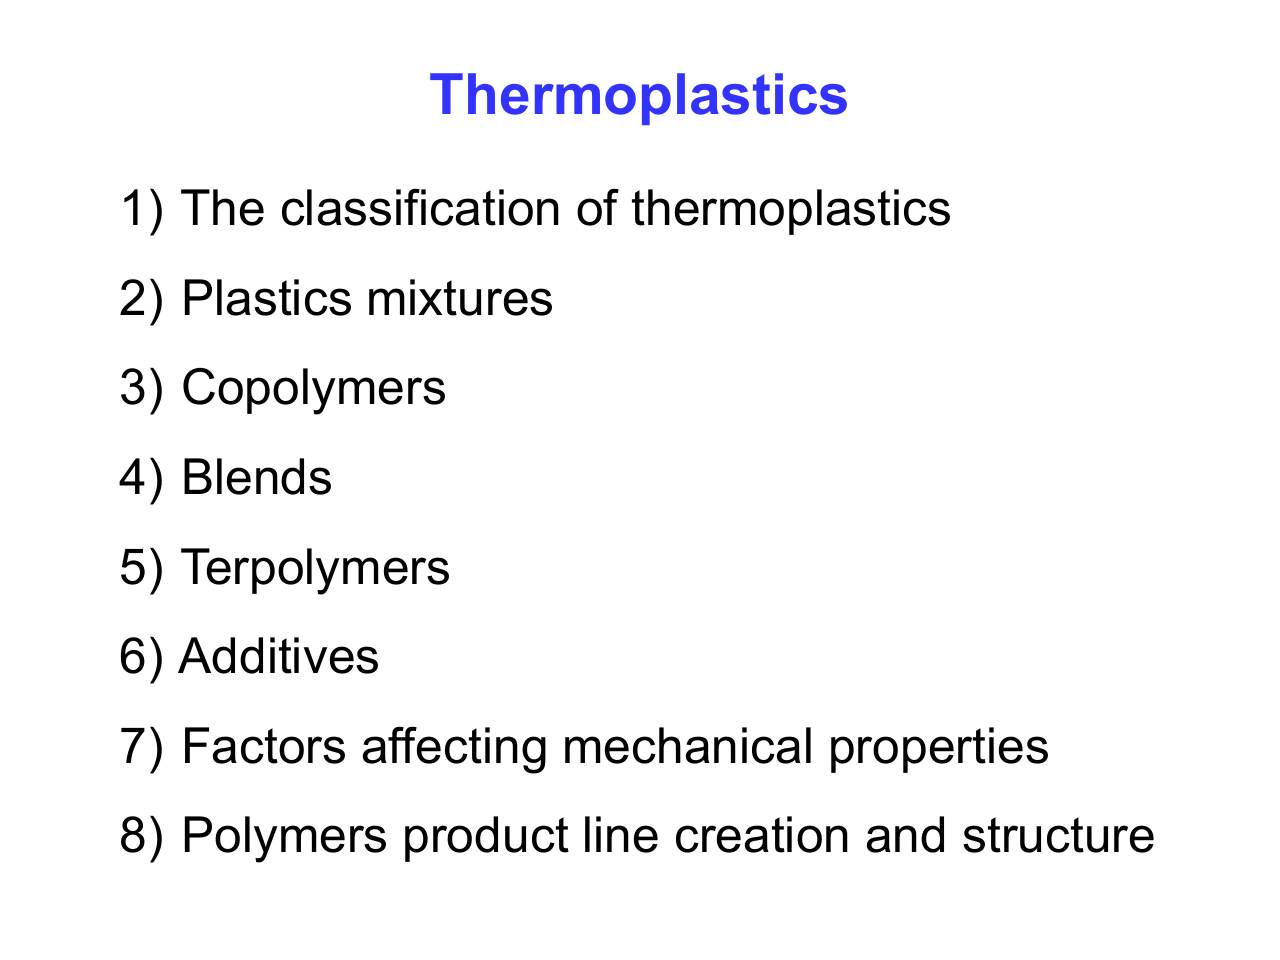 Thermoplastics
1) The classification of thermoplastics
2) Plastics mixtures
3) Copolymers
4) Blends
5) Terpolymers
6) Additives
7) Factors affecting mechanical properties
8) Polymers product line creation and structure